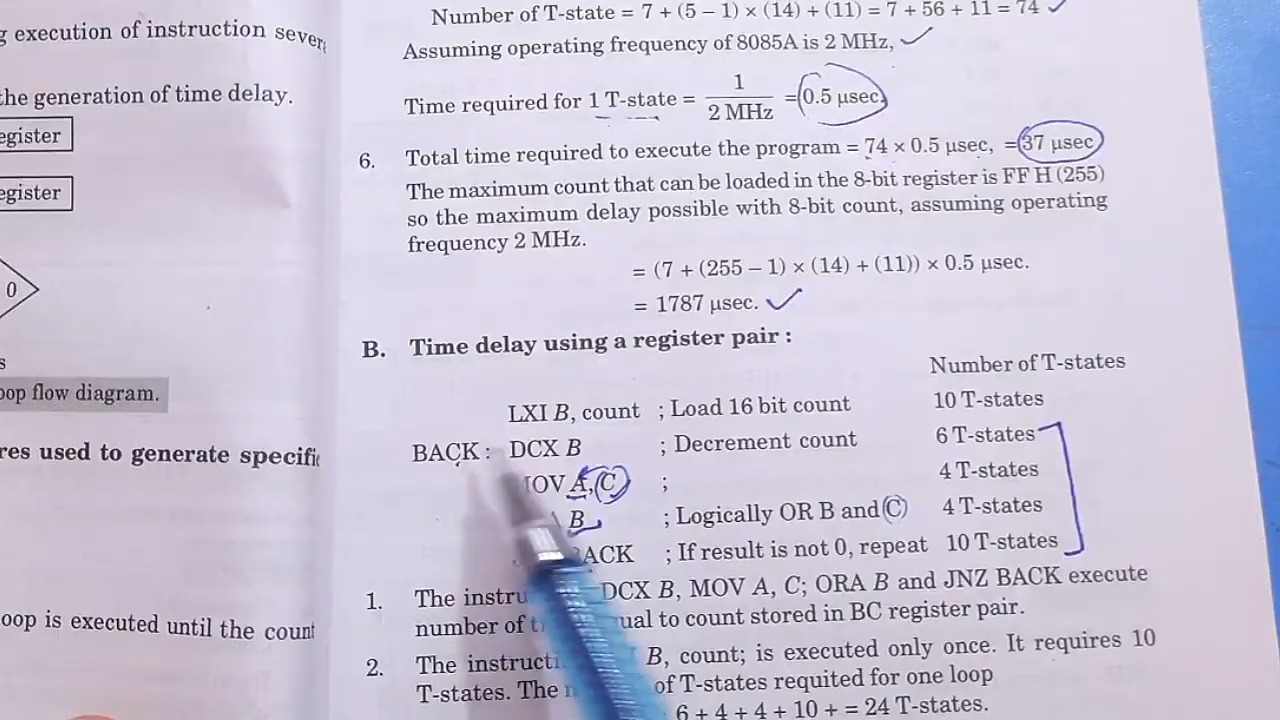 g execution of instruction sever
the generation of time delay.
egister
egister
0
s
oop flow diagram.
res used to generate specific
oop is executed until the count
Number of T-state = 7 + (5 – 1) × (14) + (11) = 7 + 56 + 11 = 74
Assuming operating frequency of 8085A is 2 MHz,
Time required for 1 T-state = 1 / 2 MHz = 0.5 μsec.
6. Total time required to execute the program = 74 × 0.5 μsec, = 37 μsec
The maximum count that can be loaded in the 8-bit register is FF H (255)
so the maximum delay possible with 8-bit count, assuming operating
frequency 2 MHz.
= (7 + (255 – 1) × (14) + (11)) × 0.5 μsec.
= 1787 μsec.
B. Time delay using a register pair :
Number of T-states
LXI B, count ; Load 16 bit count 10 T-states
BACK : DCX B ; Decrement count 6 T-states
MOV A, C ; 4 T-states
B ; Logically OR B and C 4 T-states
BACK ; If result is not 0, repeat 10 T-states
1. The instru DCX B, MOV A, C; ORA B and JNZ BACK execute
number of ual to count stored in BC register pair.
2. The instructi B, count; is executed only once. It requires 10
T-states. The of T-states requited for one loop
6 + 4 + 4 + 10 + = 24 T-states.